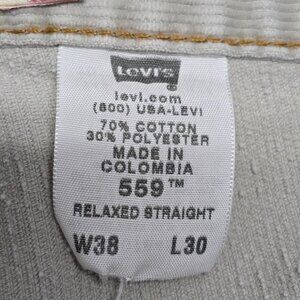 Levi's
levi.com
(800) USA-LEVI
70% COTTON
30% POLYESTER
MADE IN
COLOMBIA
559™
RELAXED STRAIGHT
W38 L30